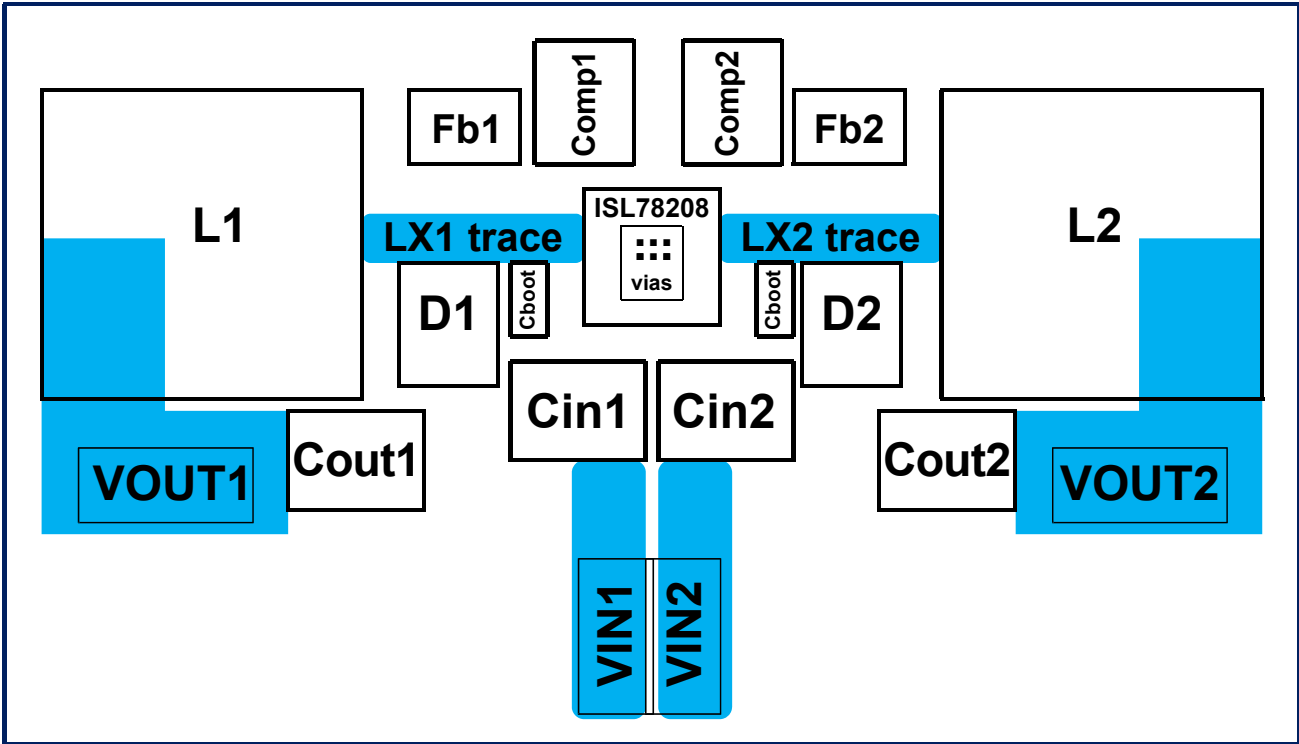 Comp1
Comp2
Fb1
Fb2
L1
ISL78208
L2
LX1 trace
LX2 trace
vias
D1
Cboot
Cboot
D2
Cin1
Cin2
Cout1
Cout2
VOUT1
VOUT2
VIN1
VIN2